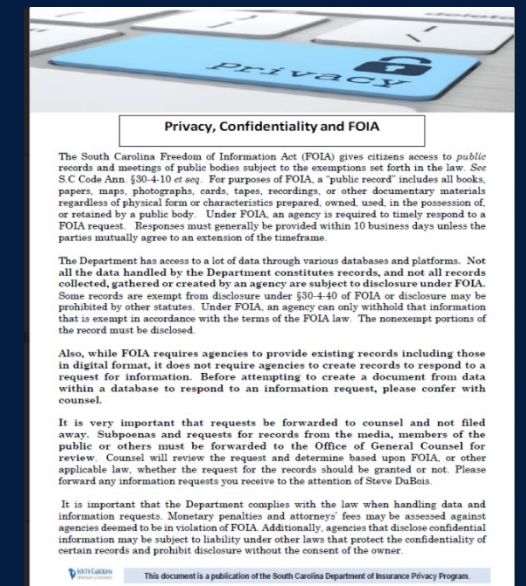 delete
privacy
Privacy, Confidentiality and FOIA
The South Carolina Freedom of Information Act (FOIA) gives citizens access to public
records and meetings of public bodies subject to the exemptions set forth in the law. See
S.C Code Ann. §30-4-10 et seq. For purposes of FOIA, a "public record" includes all books,
papers, maps, photographs, cards, tapes, recordings, or other documentary materials
regardless of physical form or characteristics prepared, owned, used, in the possession of,
or retained by a public body. Under FOIA, an agency is required to timely respond to a
FOIA request. Responses must generally be provided within 10 business days unless the
parties mutually agree to an extension of the timeframe.
The Department has access to a lot of data through various databases and platforms. Not
all the data handled by the Department constitutes records, and not all records
collected, gathered or created by an agency are subject to disclosure under FOIA.
Some records are exempt from disclosure under §30-4-40 of FOIA or disclosure may be
prohibited by other statutes. Under FOIA, an agency can only withhold that information
that is exempt in accordance with the terms of the FOIA law. The nonexempt portions of
the record must be disclosed.
Also, while FOIA requires agencies to provide existing records including those
in digital format, it does not require agencies to create records to respond to a
request for information. Before attempting to create a document from data
within a database to respond to an information request, please confer with
counsel.
It is very important that requests be forwarded to counsel and not filed
away. Subpoenas and requests for records from the media, members of the
public or others must be forwarded to the Office of General Counsel for
review. Counsel will review the request and determine based upon FOIA, or other
applicable law, whether the request for the records should be granted or not. Please
forward any information requests you receive to the attention of Steve DuBois.
It is important that the Department complies with the law when handling data and
information requests. Monetary penalties and attorneys' fees may be assessed against
agencies deemed to be in violation of FOIA. Additionally, agencies that disclose confidential
information may be subject to liability under other laws that protect the confidentiality of
certain records and prohibit disclosure without the consent of the owner.
SOUTH CAROLINA
This document is a publication of the South Carolina Department of Insurance Privacy Program.